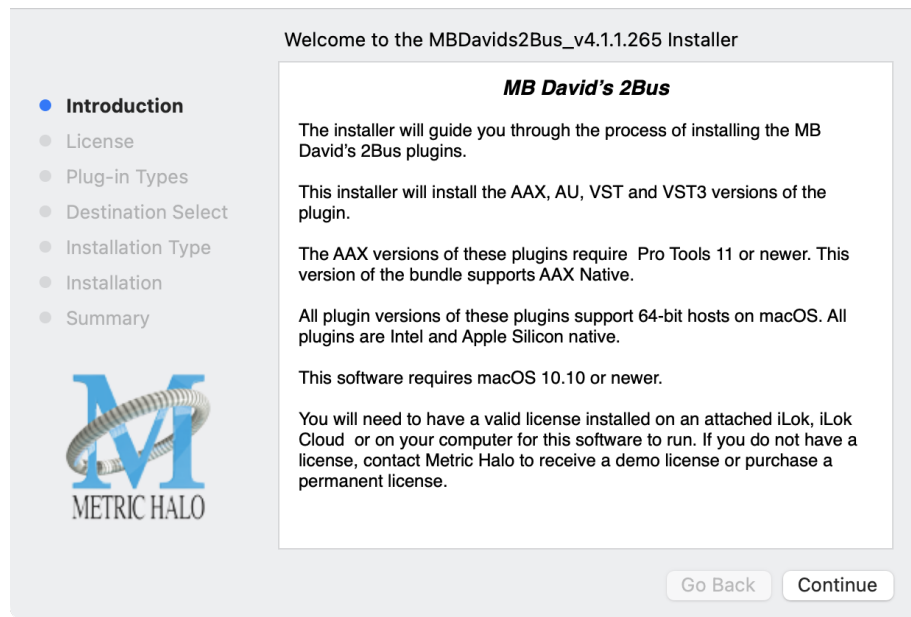 Welcome to the MBDavids2Bus_v4.1.1.265 Installer
Introduction
License
Plug-in Types
Destination Select
Installation Type
Installation
Summary
METRIC HALO
MB David’s 2Bus
The installer will guide you through the process of installing the MB
David’s 2Bus plugins.
This installer will install the AAX, AU, VST and VST3 versions of the
plugin.
The AAX versions of these plugins require  Pro Tools 11 or newer. This
version of the bundle supports AAX Native.
All plugin versions of these plugins support 64-bit hosts on macOS. All
plugins are Intel and Apple Silicon native.
This software requires macOS 10.10 or newer.
You will need to have a valid license installed on an attached iLok, iLok
Cloud  or on your computer for this software to run. If you do not have a
license, contact Metric Halo to receive a demo license or purchase a
permanent license.
Go Back
Continue